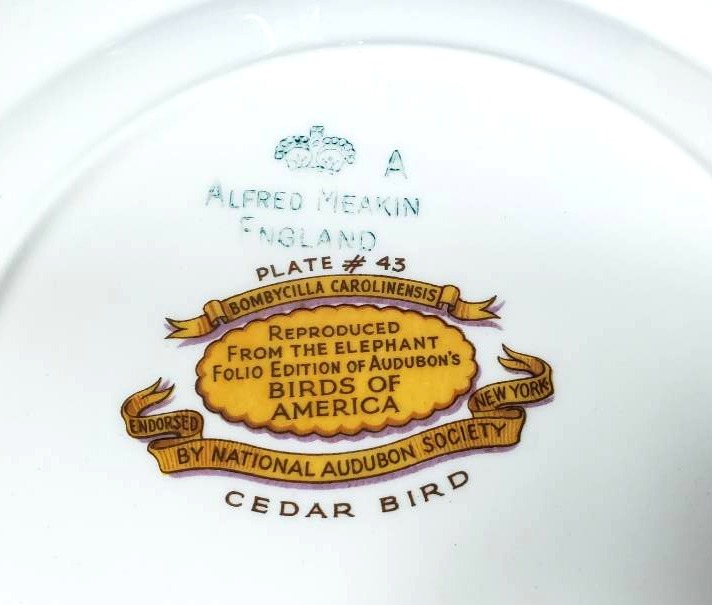 A
ALFRED MEAKIN
ENGLAND
PLATE # 43
BOMBYCILLA CAROLINENSIS
REPRODUCED
FROM THE ELEPHANT
FOLIO EDITION OF AUDUBON'S
BIRDS OF
AMERICA
ENDORSED
BY NATIONAL AUDUBON SOCIETY
NEW YORK
CEDAR BIRD